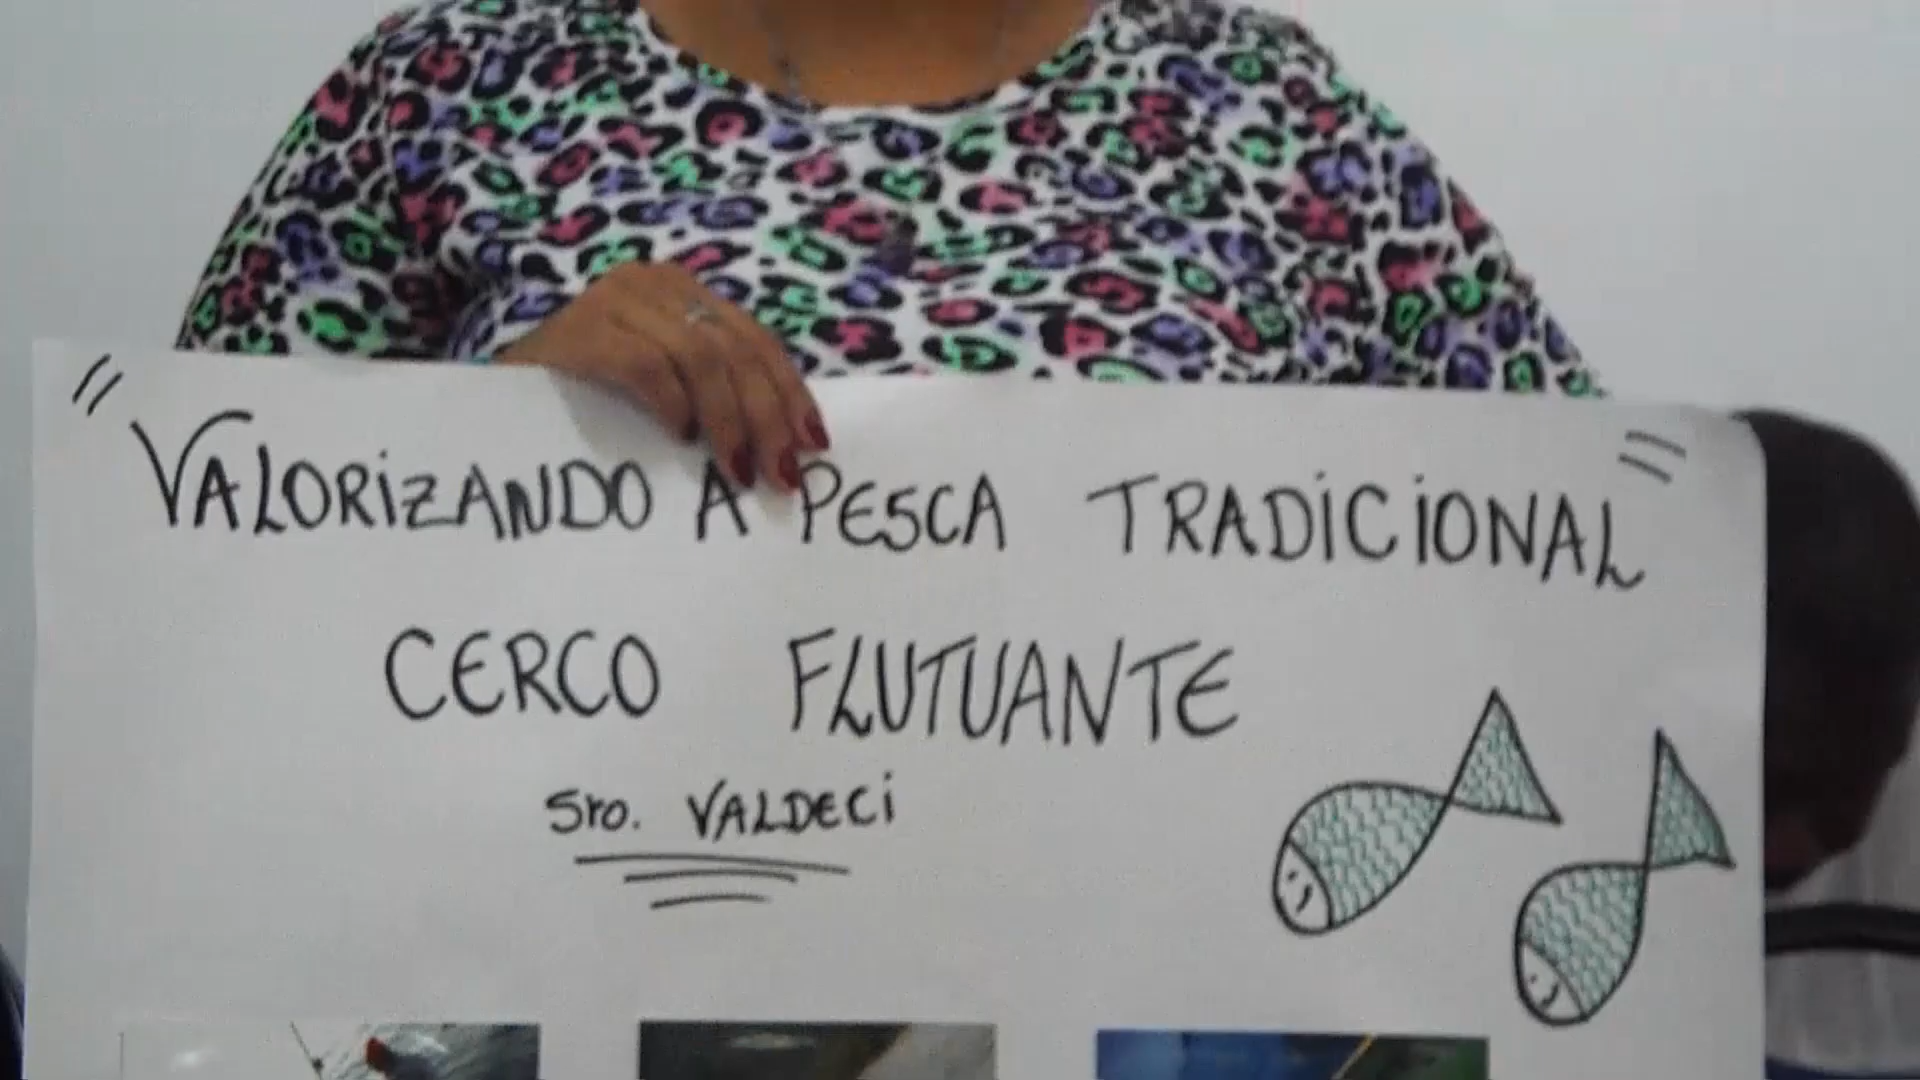 "VALORIZANDO A PESCA TRADICIONAL"
CERCO FLUTUANTE
Sro. VALDECI